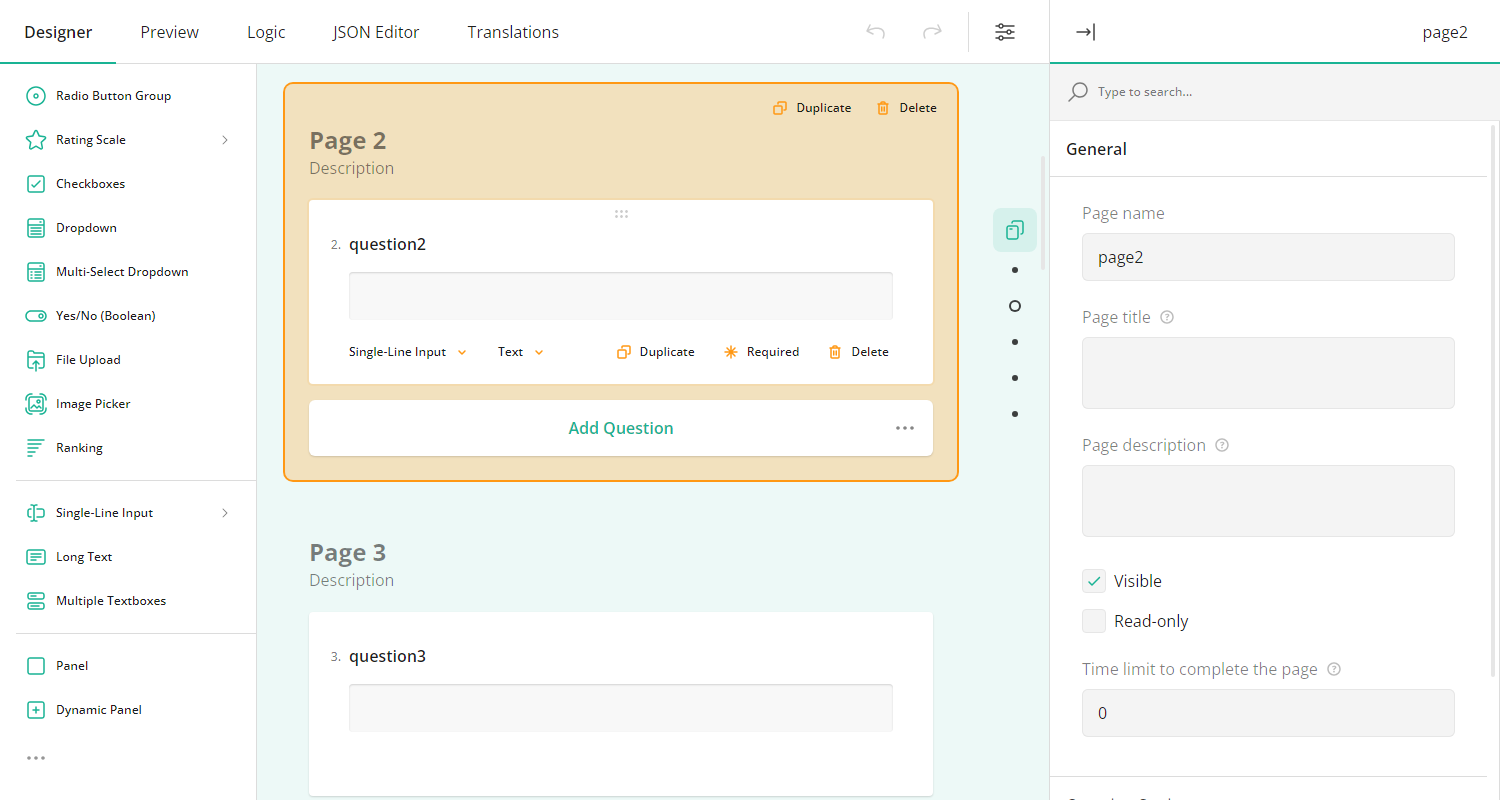 Designer Preview Logic JSON Editor Translations page2
Radio Button Group
Rating Scale
Checkboxes
Dropdown
Multi-Select Dropdown
Yes/No (Boolean)
File Upload
Image Picker
Ranking
Single-Line Input
Long Text
Multiple Textboxes
Panel
Dynamic Panel
Duplicate Delete
Page 2
Description
2. question2
Single-Line Input Text Duplicate Required Delete
Add Question
Page 3
Description
3. question3
Type to search...
General
Page name
page2
Page title
Page description
Visible
Read-only
Time limit to complete the page
0